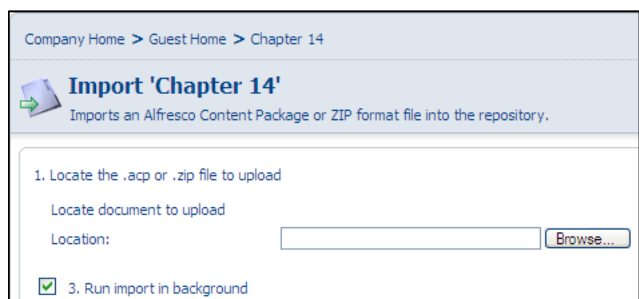 Company Home > Guest Home > Chapter 14
Import 'Chapter 14'
Imports an Alfresco Content Package or ZIP format file into the repository.
1. Locate the .acp or .zip file to upload
Locate document to upload
Location:
Browse...
3. Run import in background